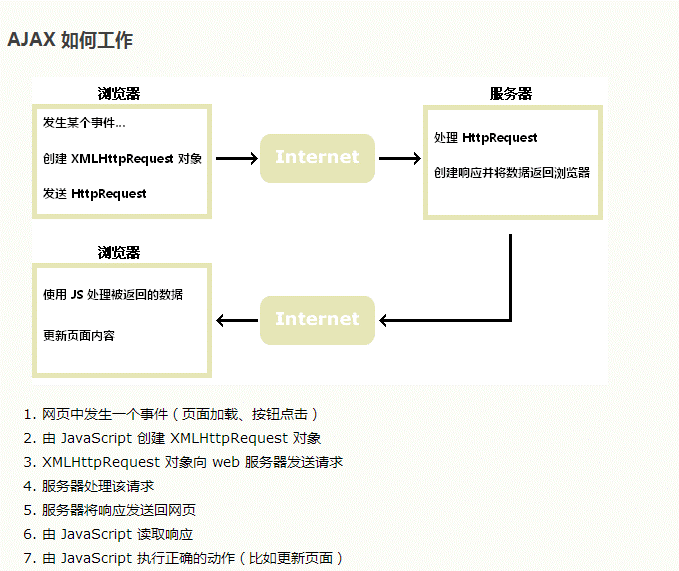 AJAX 如何工作
浏览器
发生某个事件...
创建 XMLHttpRequest 对象
发送 HttpRequest
Internet
服务器
处理 HttpRequest
创建响应并将数据返回浏览器
浏览器
使用 JS 处理被返回的数据
更新页面内容
Internet
1. 网页中发生一个事件（页面加载、按钮点击）
2. 由 JavaScript 创建 XMLHttpRequest 对象
3. XMLHttpRequest 对象向 web 服务器发送请求
4. 服务器处理该请求
5. 服务器将响应发送回网页
6. 由 JavaScript 读取响应
7. 由 JavaScript 执行正确的动作（比如更新页面）